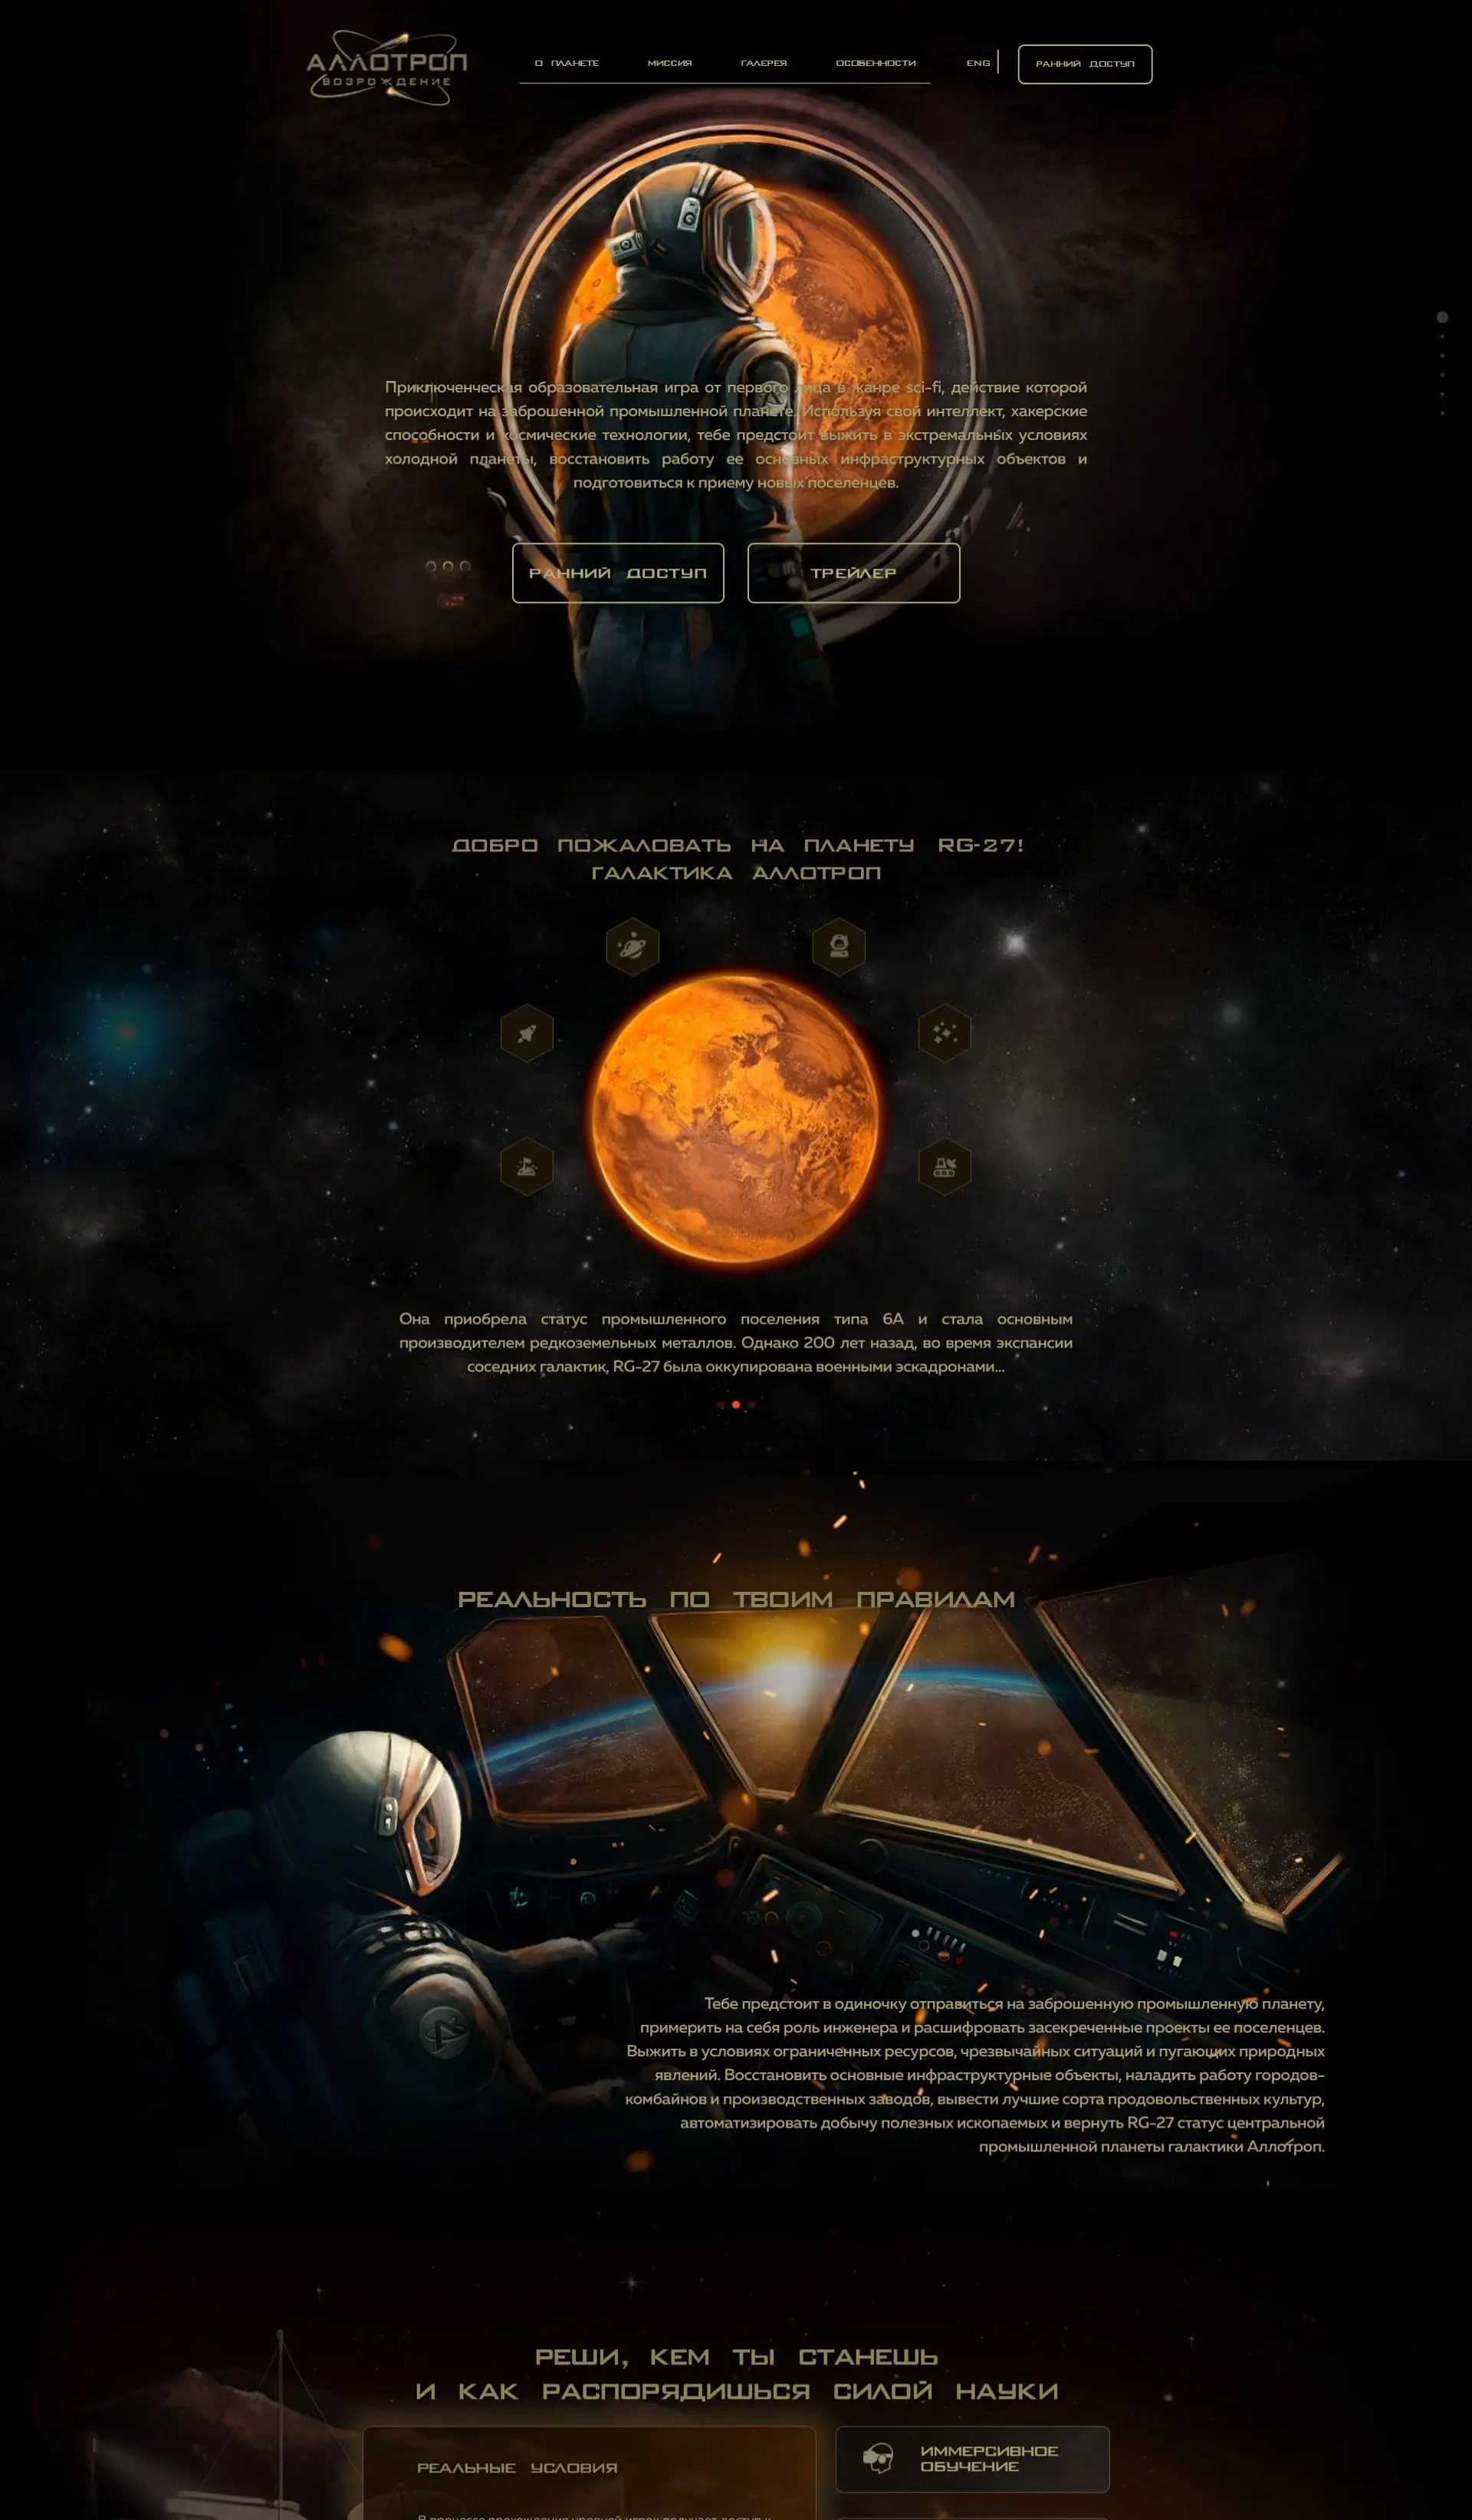 АЛЛОТРОП
ВОЗРОЖДЕНИЕ
О ПЛАНЕТЕ
МИССИЯ
ГАЛЕРЕЯ
ОСОБЕННОСТИ
ENG
РАННИЙ ДОСТУП
Приключенческая образовательная игра от первого лица в жанре sci-fi, действие которой
происходит на заброшенной промышленной планете. Используя свой интеллект, хакерские
способности и космические технологии, тебе предстоит выжить в экстремальных условиях
холодной планеты, восстановить работу ее основных инфраструктурных объектов и
подготовиться к приему новых поселенцев.
РАННИЙ ДОСТУП
ТРЕЙЛЕР
ДОБРО ПОЖАЛОВАТЬ НА ПЛАНЕТУ RG-27!
ГАЛАКТИКА АЛЛОТРОП
Она приобрела статус промышленного поселения типа 6А и стала основным
производителем редкоземельных металлов. Однако 200 лет назад, во время экспансии
соседних галактик, RG-27 была оккупирована военными эскадронами...
РЕАЛЬНОСТЬ ПО ТВОИМ ПРАВИЛАМ
Тебе предстоит в одиночку отправиться на заброшенную промышленную планету,
примерить на себя роль инженера и расшифровать засекреченные проекты ее поселенцев.
Выжить в условиях ограниченных ресурсов, чрезвычайных ситуаций и пугающих природных
явлений. Восстановить основные инфраструктурные объекты, наладить работу городов-
комбайнов и производственных заводов, вывести лучшие сорта продовольственных культур,
автоматизировать добычу полезных ископаемых и вернуть RG-27 статус центральной
промышленной планеты галактики Аллотроп.
РЕШИ, КЕМ ТЫ СТАНЕШЬ
И КАК РАСПОРЯДИШЬСЯ СИЛОЙ НАУКИ
РЕАЛЬНЫЕ УСЛОВИЯ
ИММЕРСИВНОЕ
ОБУЧЕНИЕ